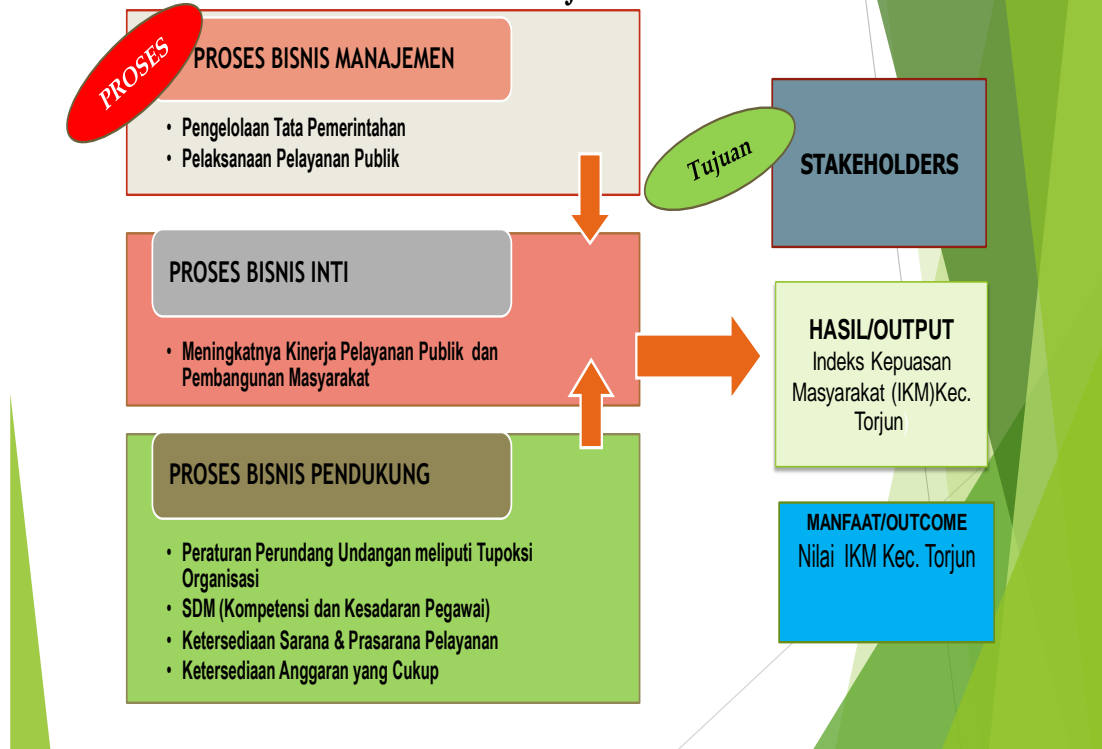 PROSES
PROSES BISNIS MANAJEMEN
• Pengelolaan Tata Pemerintahan
• Pelaksanaan Pelayanan Publik
PROSES BISNIS INTI
• Meningkatnya Kinerja Pelayanan Publik dan
Pembangunan Masyarakat
PROSES BISNIS PENDUKUNG
• Peraturan Perundang Undangan meliputi Tupoksi
Organisasi
• SDM (Kompetensi dan Kesadaran Pegawai)
• Ketersediaan Sarana & Prasarana Pelayanan
• Ketersediaan Anggaran yang Cukup
Tujuan
STAKEHOLDERS
HASIL/OUTPUT
Indeks Kepuasan
Masyarakat (IKM)Kec.
Torjun
MANFAAT/OUTCOME
Nilai IKM Kec. Torjun